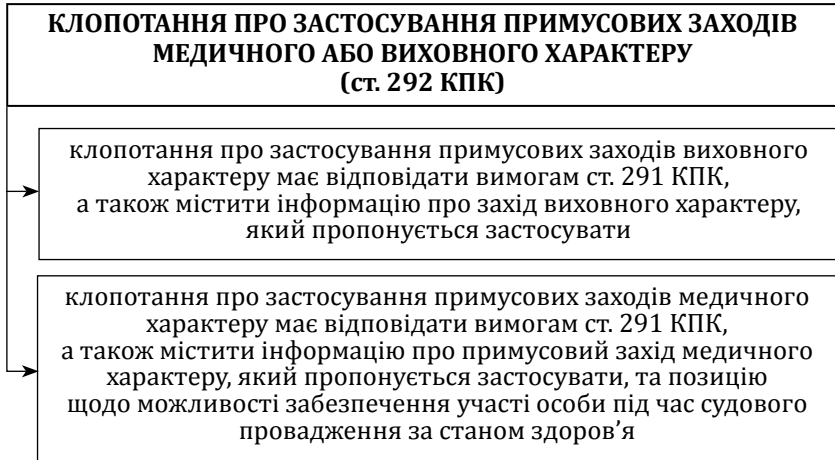 КЛОПОТАННЯ ПРО ЗАСТОСУВАННЯ ПРИМУСОВИХ ЗАХОДІВ
МЕДИЧНОГО АБО ВИХОВНОГО ХАРАКТЕРУ
(ст. 292 КПК)
клопотання про застосування примусових заходів виховного
характеру має відповідати вимогам ст. 291 КПК,
а також містити інформацію про захід виховного характеру,
який пропонується застосувати
клопотання про застосування примусових заходів медичного
характеру має відповідати вимогам ст. 291 КПК,
а також містити інформацію про примусовий захід медичного
характеру, який пропонується застосувати, та позицію
щодо можливості забезпечення участі особи під час судового
провадження за станом здоров’я